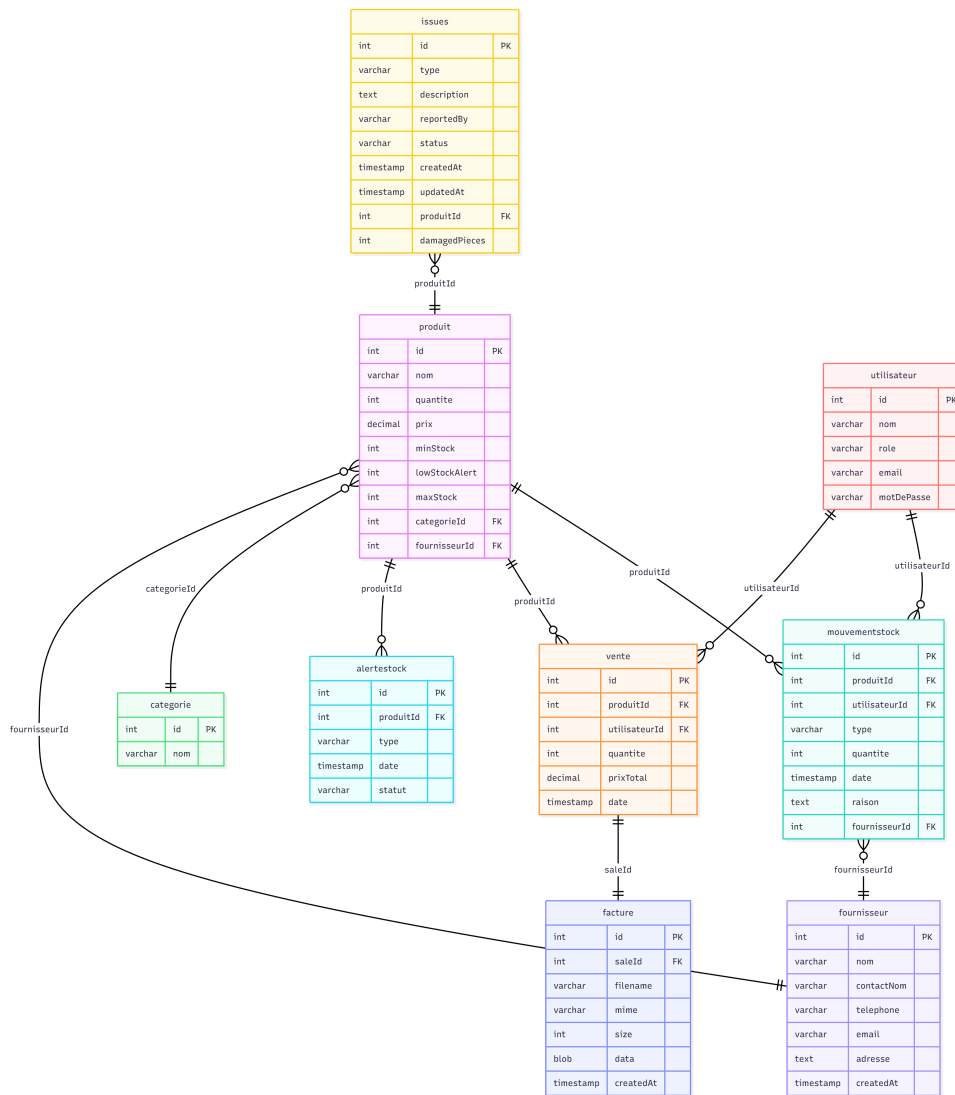 issues
int id PK
varchar type
text description
varchar reportedBy
varchar status
timestamp createdAt
timestamp updatedAt
int produitId FK
int damagedPieces
produitId
produit
int id PK
varchar nom
int quantite
decimal prix
int minStock
int lowStockAlert
int maxStock
int categorieId FK
int fournisseurId FK
utilisateur
int id PK
varchar nom
varchar role
varchar email
varchar motDePasse
categorieId
produitId
produitId
produitId
utilisateurId
utilisateurId
fournisseurId
categorie
int id PK
varchar nom
alertestock
int id PK
int produitId FK
varchar type
timestamp date
varchar statut
vente
int id PK
int produitId FK
int utilisateurId FK
int quantite
decimal prixTotal
timestamp date
mouvementstock
int id PK
int produitId FK
int utilisateurId FK
varchar type
int quantite
timestamp date
text raison
int fournisseurId FK
saleId
fournisseurId
facture
int id PK
int saleId FK
varchar filename
varchar mime
int size
blob data
timestamp createdAt
fournisseur
int id PK
varchar nom
varchar contactNom
varchar telephone
varchar email
text adresse
timestamp createdAt